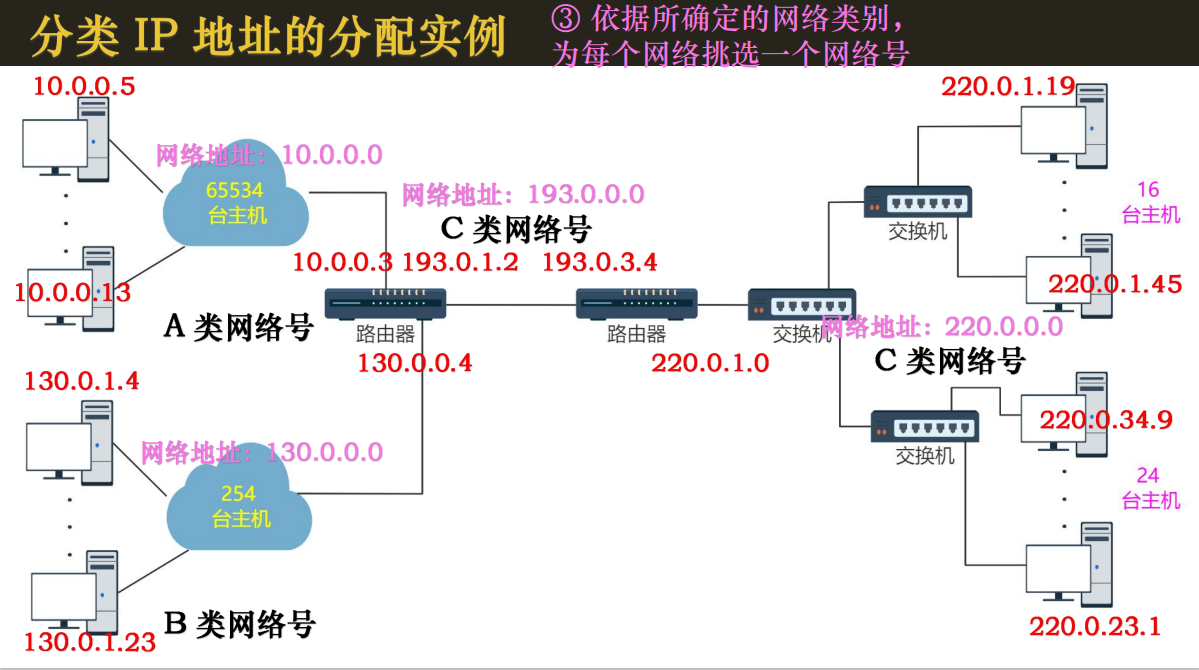 分类 IP 地址的分配实例
③ 依据所确定的网络类别，
为每个网络挑选一个网络号
10.0.0.5
220.0.1.19
网络地址：10.0.0.0
65534
台主机
网络地址：193.0.0.0
C 类网络号
16
台主机
交换机
10.0.0.3 193.0.1.2 193.0.3.4
10.0.0.13
220.0.1.45
A 类网络号
路由器
路由器
交换机
网络地址：220.0.0.0
130.0.0.4
220.0.1.0
C 类网络号
130.0.1.4
220.0.34.9
网络地址：130.0.0.0
交换机
254
台主机
24
台主机
B 类网络号
130.0.1.23
220.0.23.1